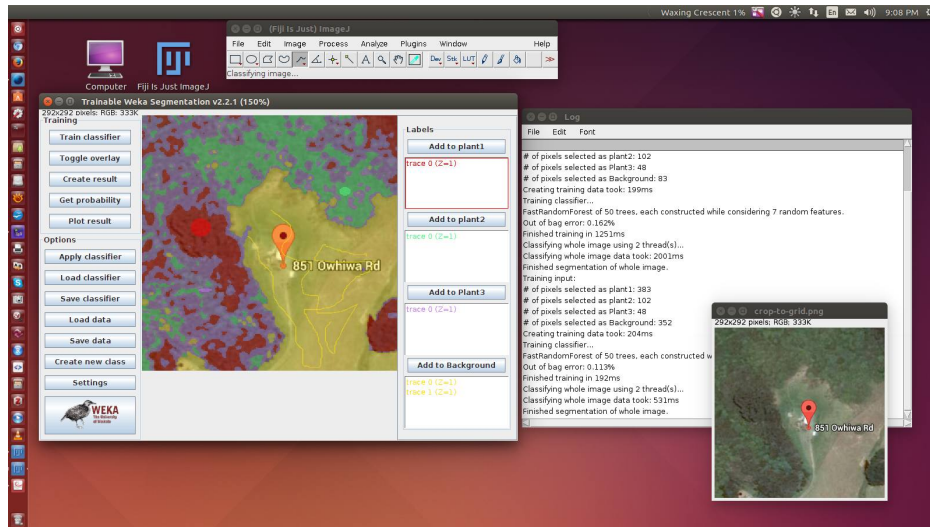 Waxing Crescent 1%
En
9:08 PM
(Fiji Is Just) ImageJ
File Edit Image Process Analyze Plugins Window Help
Dev Stk LUT
Classifying image...
Computer
Fiji Is Just ImageJ
Trainable Weka Segmentation v2.2.1 (150%)
292x292 pixels; RGB; 333K
Training
Train classifier
Toggle overlay
Create result
Get probability
Plot result
Options
Apply classifier
Load classifier
Save classifier
Load data
Save data
Create new class
Settings
WEKA
The University
of Waikato
851 Owhiwa Rd
Labels
Add to plant1
trace 0 (Z=1)
Add to plant2
trace 0 (Z=1)
Add to Plant3
trace 0 (Z=1)
Add to Background
trace 0 (Z=1)
trace 1 (Z=1)
Log
File Edit Font
# of pixels selected as plant2: 102
# of pixels selected as Plant3: 48
# of pixels selected as Background: 83
Creating training data took: 199ms
Training classifier...
FastRandomForest of 50 trees, each constructed while considering 7 random features.
Out of bag error: 0.162%
Finished training in 1251ms
Classifying whole image using 2 thread(s)...
Classifying whole image data took: 2001ms
Finished segmentation of whole image.
Training input:
# of pixels selected as plant1: 383
# of pixels selected as plant2: 102
# of pixels selected as Plant3: 48
# of pixels selected as Background: 352
Creating training data took: 204ms
Training classifier...
FastRandomForest of 50 trees, each constructed w
Out of bag error: 0.113%
Finished training in 192ms
Classifying whole image using 2 thread(s)...
Classifying whole image data took: 531ms
Finished segmentation of whole image.
crop-to-grid.png
292x292 pixels; RGB; 333K
851 Owhiwa Rd